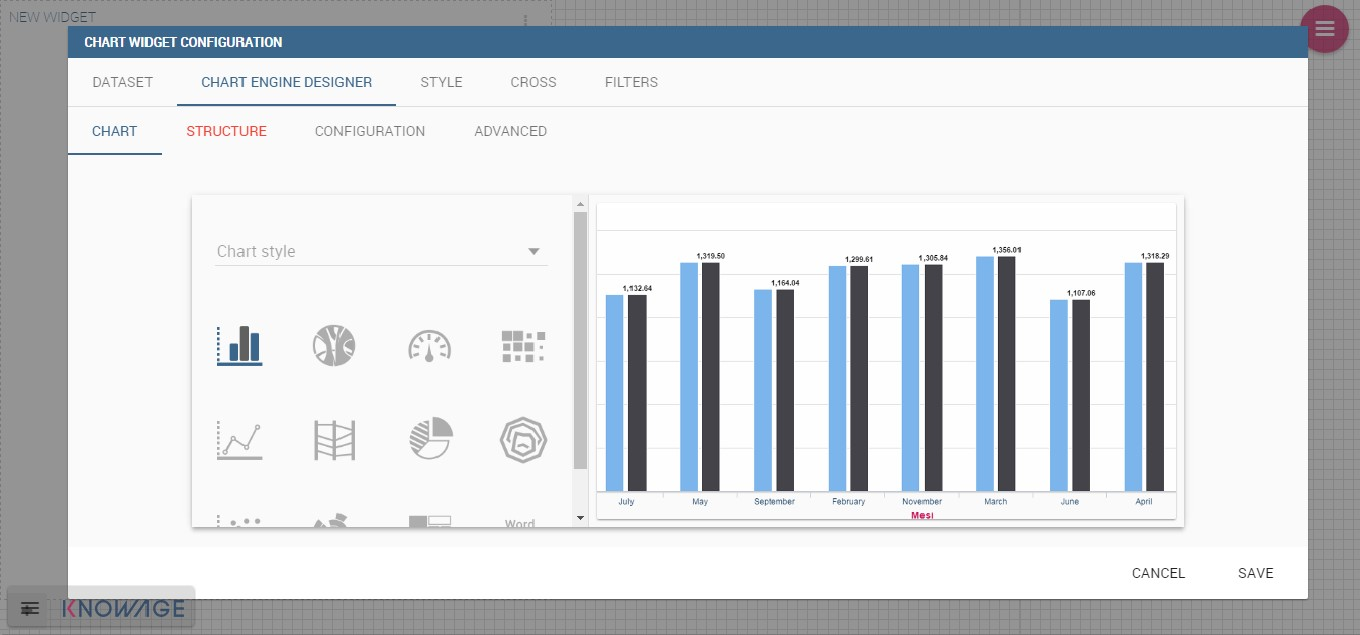 NEW WIDGET
CHART WIDGET CONFIGURATION
DATASET CHART ENGINE DESIGNER STYLE CROSS FILTERS
CHART STRUCTURE CONFIGURATION ADVANCED
Chart style
Word
1,132.64 1,319.50 1,164.04 1,299.61 1,305.84 1,356.01 1,107.06 1,318.29
July May September February November March June April
Mesi
CANCEL SAVE
KNOWAGE